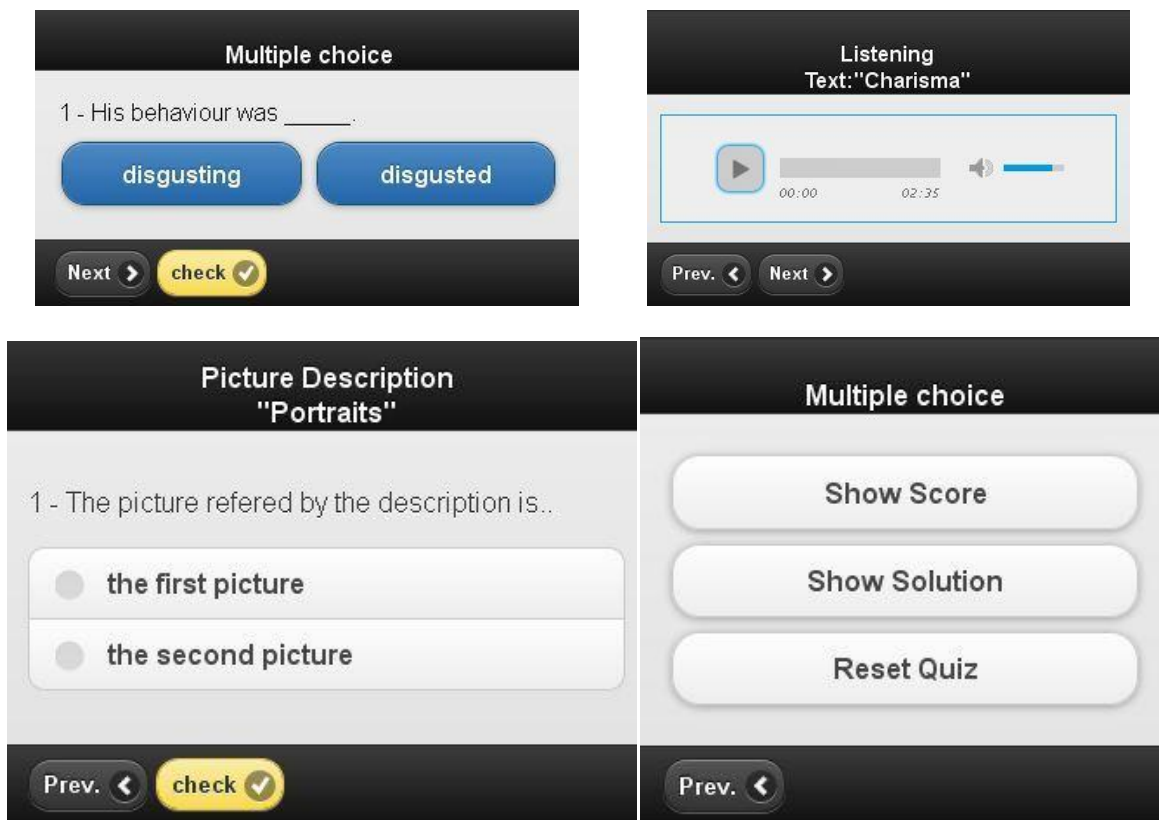 Multiple choice
1 - His behaviour was _____.
disgusting disgusted
Next check
Listening
Text:"Charisma"
00:00 02:35
Prev. Next
Picture Description
"Portraits"
1 - The picture refered by the description is..
the first picture
the second picture
Prev. check
Multiple choice
Show Score
Show Solution
Reset Quiz
Prev.